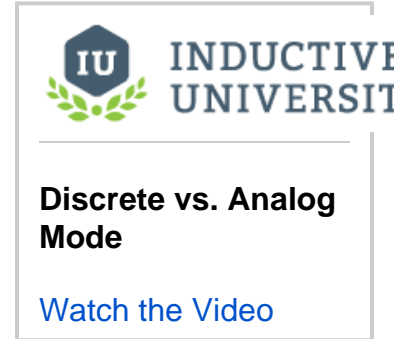 IU
INDUCTIVE
UNIVERSIT
Discrete vs. Analog
Mode
Watch the Video